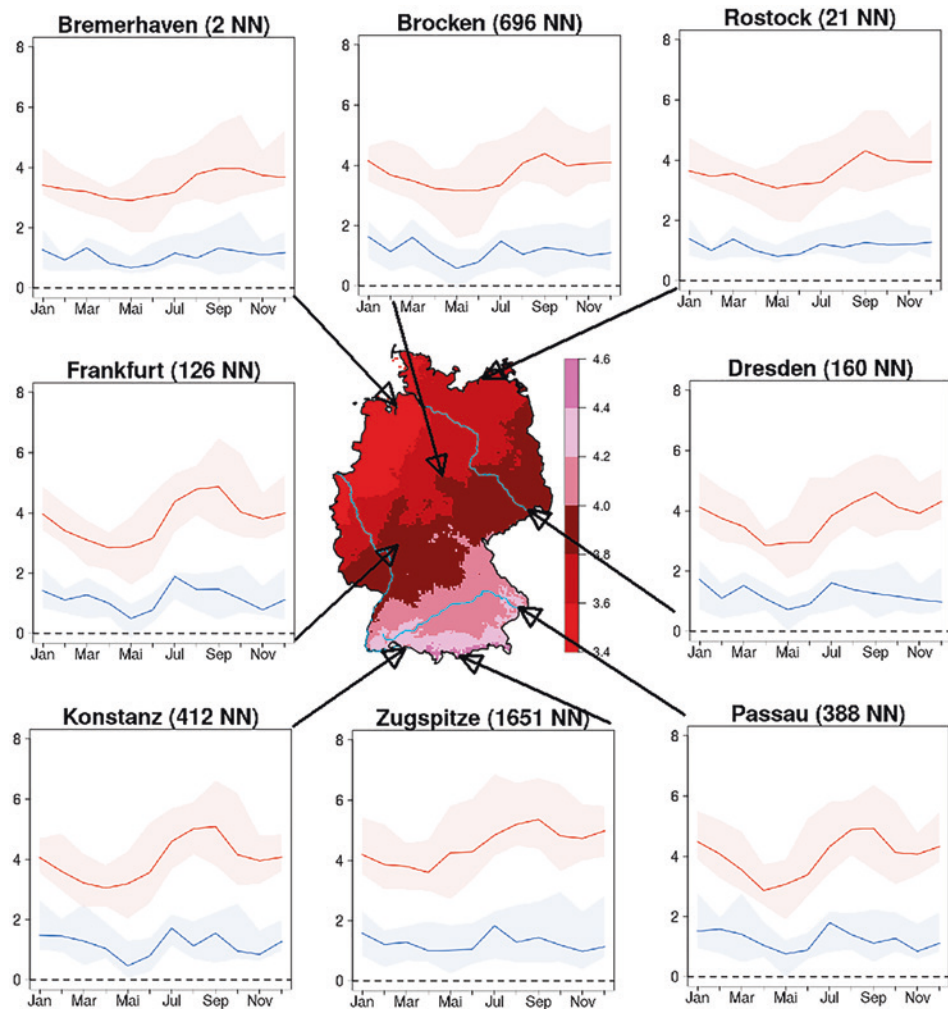 Bremerhaven (2 NN)
8
6
4
2
0
Jan Mar Mai Jul Sep Nov
Brocken (696 NN)
8
6
4
2
0
Jan Mar Mai Jul Sep Nov
Rostock (21 NN)
8
6
4
2
0
Jan Mar Mai Jul Sep Nov
Frankfurt (126 NN)
8
6
4
2
0
Jan Mar Mai Jul Sep Nov
4.6
4.4
4.2
4.0
3.8
3.6
3.4
Dresden (160 NN)
8
6
4
2
0
Jan Mar Mai Jul Sep Nov
Konstanz (412 NN)
8
6
4
2
0
Jan Mar Mai Jul Sep Nov
Zugspitze (1651 NN)
8
6
4
2
0
Jan Mar Mai Jul Sep Nov
Passau (388 NN)
8
6
4
2
0
Jan Mar Mai Jul Sep Nov